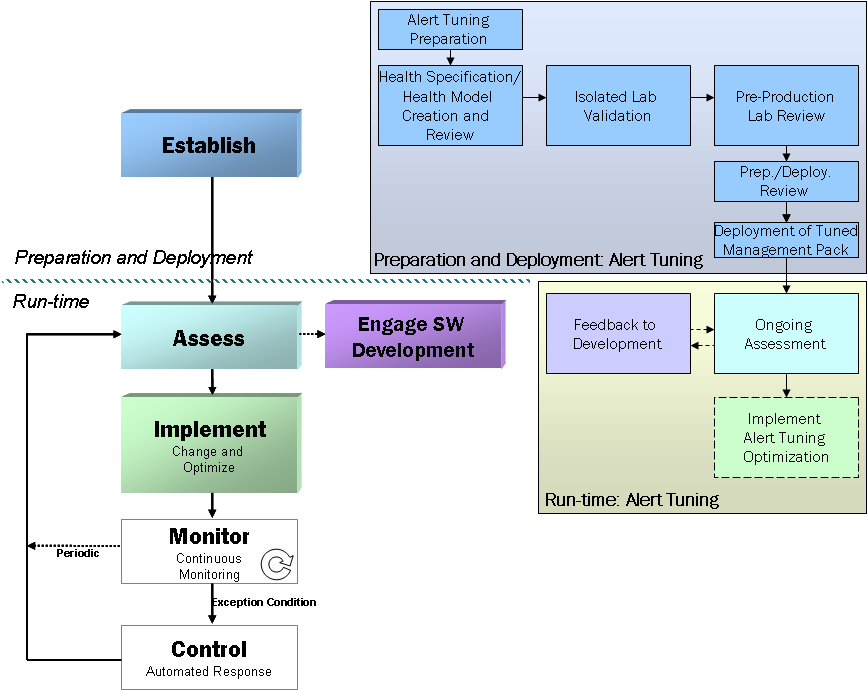 Establish
Preparation and Deployment
Run-time
Assess
Engage SW
Development
Implement
Change and
Optimize
Monitor
Continuous
Monitoring
Periodic
Exception Condition
Control
Automated Response
Alert Tuning
Preparation
Health Specification/
Health Model
Creation and
Review
Isolated Lab
Validation
Pre-Production
Lab Review
Prep./Deploy.
Review
Deployment of Tuned
Management Pack
Preparation and Deployment: Alert Tuning
Feedback to
Development
Ongoing
Assessment
Implement
Alert Tuning
Optimization
Run-time: Alert Tuning